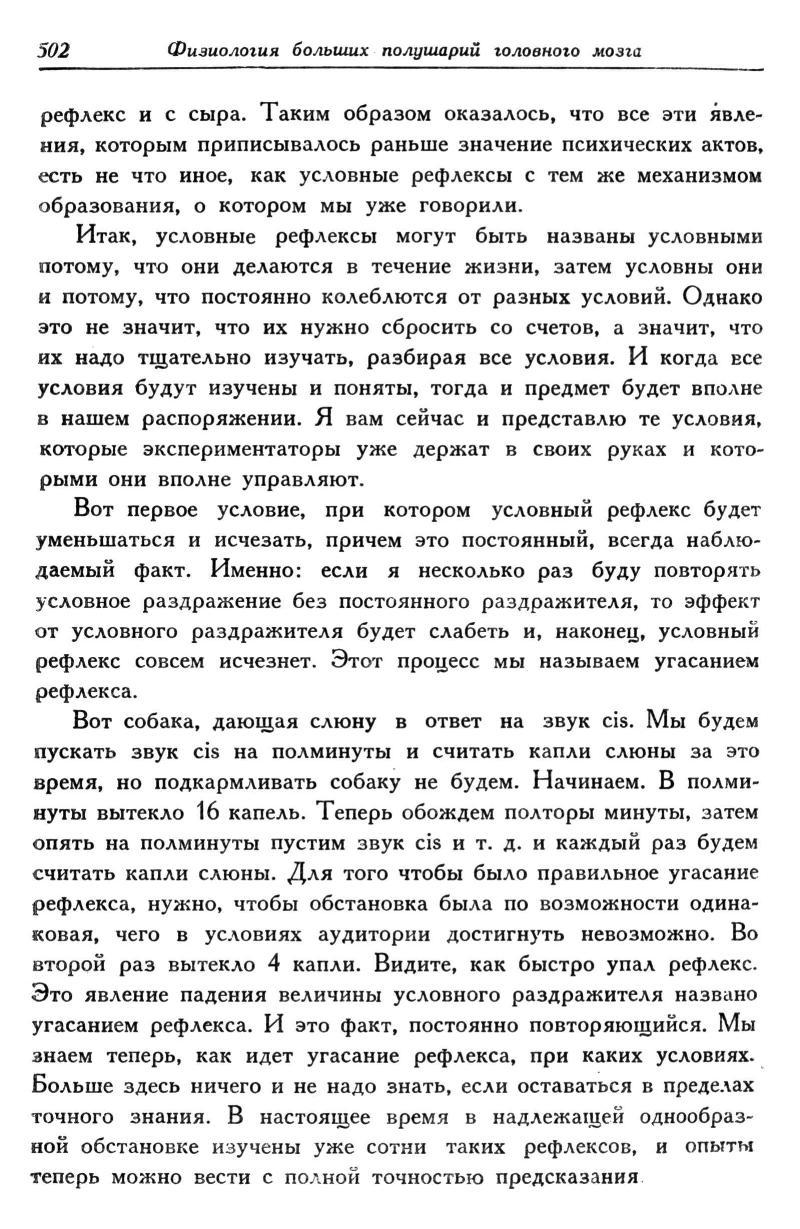 502 Физиология больших полушарий головного мозга
рефлекс и с сыра. Таким образом оказалось, что все эти явле-
ния, которым приписывалось раньше значение психических актов,
есть не что иное, как условные рефлексы с тем же механизмом
образования, о котором мы уже говорили.
Итак, условные рефлексы могут быть названы условными
потому, что они делаются в течение жизни, затем условны они
и потому, что постоянно колеблются от разных условий. Однако
это не значит, что их нужно сбросить со счетов, а значит, что
их надо тщательно изучать, разбирая все условия. И когда все
условия будут изучены и поняты, тогда и предмет будет вполне
в нашем распоряжении. Я вам сейчас и представлю те условия,
которые экспериментаторы уже держат в своих руках и кото-
рыми они вполне управляют.
Вот первое условие, при котором условный рефлекс будет
уменьшаться и исчезать, причем это постоянный, всегда наблю-
даемый факт. Именно: если я несколько раз буду повторять
условное раздражение без постоянного раздражителя, то эффект
от условного раздражителя будет слабеть и, наконец, условный
рефлекс совсем исчезнет. Этот процесс мы называем угасанием
рефлекса.
Вот собака, дающая слюну в ответ на звук cis. Мы будем
пускать звук cis на полминуты и считать капли слюны за это
время, но подкармливать собаку не будем. Начинаем. В полми-
нуты вытекло 16 капель. Теперь обождем полторы минуты, затем
опять на полминуты пустим звук cis и т. д. и каждый раз будем
считать капли слюны. Для того чтобы было правильное угасание
рефлекса, нужно, чтобы обстановка была по возможности одина-
ковая, чего в условиях аудитории достигнуть невозможно. Во
второй раз вытекло 4 капли. Видите, как быстро упал рефлекс.
Это явление падения величины условного раздражителя названо
угасанием рефлекса. И это факт, постоянно повторяющийся. Мы
знаем теперь, как идет угасание рефлекса, при каких условиях.
Больше здесь ничего и не надо знать, если оставаться в пределах
точного знания. В настоящее время в надлежащей однообраз-
ной обстановке изучены уже сотни таких рефлексов, и опыты
теперь можно вести с полной точностью предсказания.